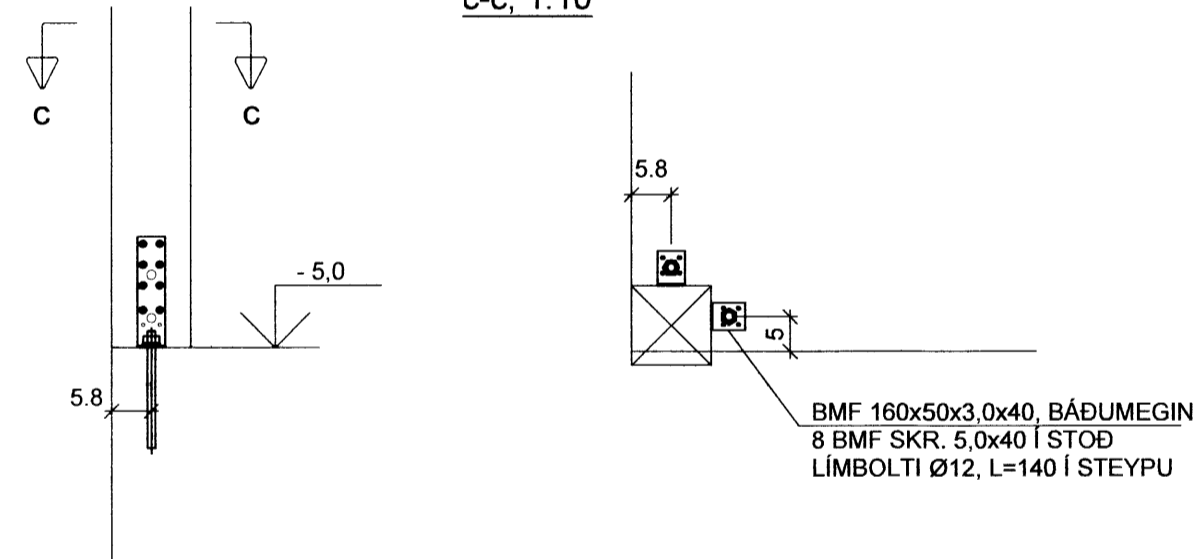 C-C, 1:10
C
C
- 5,0
5.8
5.8
5
BMF 160x50x3,0x40, BÁÐUMEGIN
8 BMF SKR. 5,0x40 Í STOÐ
LÍMBOLTI Ø12, L=140 Í STEYPU